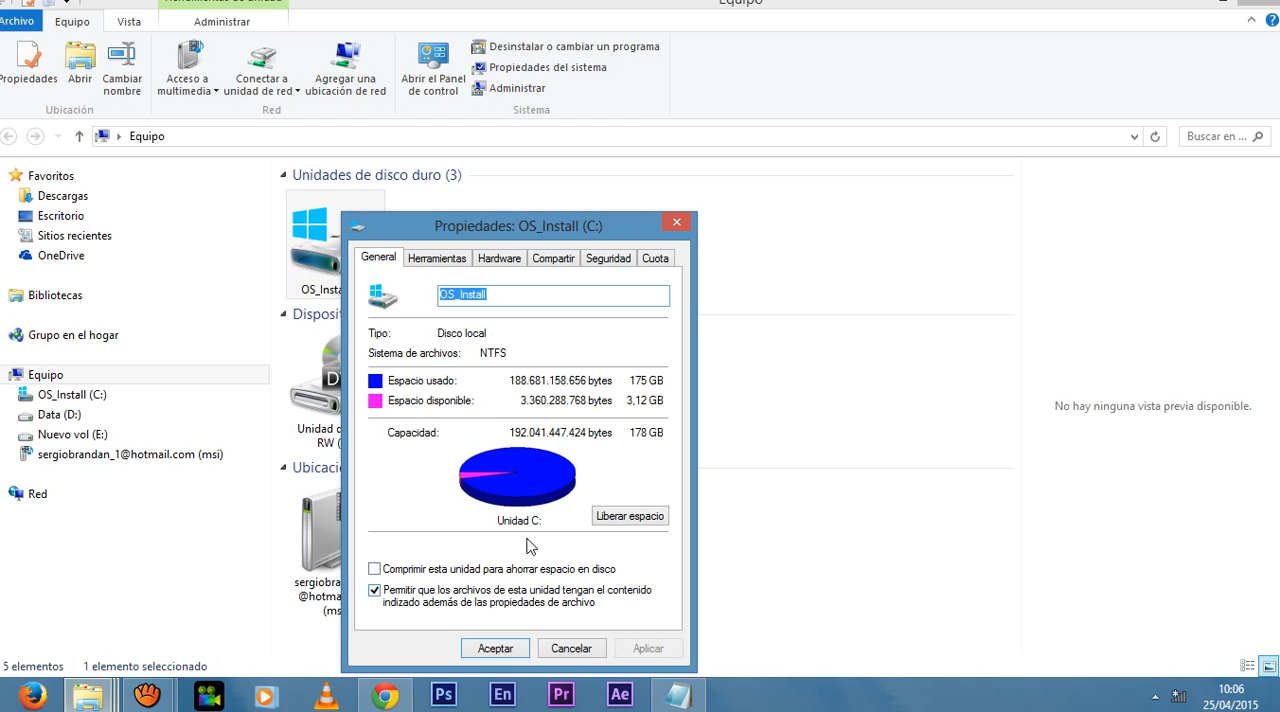 Equipo
Archivo
Equipo
Vista
Administrar
Propiedades
Abrir
Cambiar
nombre
Ubicación
Acceso a
multimedia
Conectar a
unidad de red
Agregar una
ubicación de red
Red
Abrir el Panel
de control
Desinstalar o cambiar un programa
Propiedades del sistema
Administrar
Sistema
Equipo
Buscar en ...
Favoritos
Descargas
Escritorio
Sitios recientes
OneDrive
Bibliotecas
Grupo en el hogar
Equipo
OS_Install (C:)
Data (D:)
Nuevo vol (E:)
sergiobrandan_1@hotmail.com (msi)
Red
Unidades de disco duro (3)
OS_Insta
Disposit
D
Unidad d
RW (
Ubicació
sergiobra
@hotmai
(ms
Propiedades: OS_Install (C:)
General
Herramientas
Hardware
Compartir
Seguridad
Cuota
OS_Install
Tipo: Disco local
Sistema de archivos: NTFS
Espacio usado: 188.681.158.656 bytes 175 GB
Espacio disponible: 3.360.288.768 bytes 3,12 GB
Capacidad: 192.041.447.424 bytes 178 GB
Unidad C:
Liberar espacio
Comprimir esta unidad para ahorrar espacio en disco
Permitir que los archivos de esta unidad tengan el contenido
indizado además de las propiedades de archivo
Aceptar
Cancelar
Aplicar
No hay ninguna vista previa disponible.
5 elementos
1 elemento seleccionado
Ps
En
Pr
Ae
10:06
25/04/2015